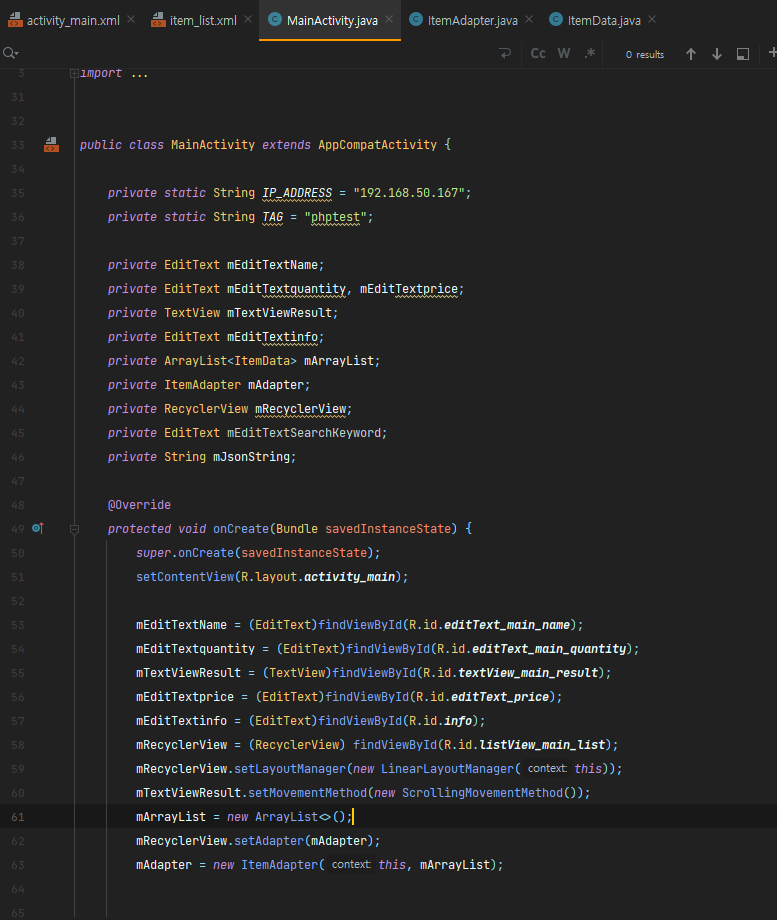 activity_main.xml × item_list.xml × MainActivity.java × ItemAdapter.java × ItemData.java ×
Cc W .* 0 results
3 import ...
31
32
33 public class MainActivity extends AppCompatActivity {
34
35 private static String IP_ADDRESS = "192.168.50.167";
36 private static String TAG = "phptest";
37
38 private EditText mEditTextName;
39 private EditText mEditTextquantity, mEditTextprice;
40 private TextView mTextViewResult;
41 private EditText mEditTextinfo;
42 private ArrayList<ItemData> mArrayList;
43 private ItemAdapter mAdapter;
44 private RecyclerView mRecyclerView;
45 private EditText mEditTextSearchKeyword;
46 private String mJsonString;
47
48 @Override
49 protected void onCreate(Bundle savedInstanceState) {
50 super.onCreate(savedInstanceState);
51 setContentView(R.layout.activity_main);
52
53 mEditTextName = (EditText)findViewById(R.id.editText_main_name);
54 mEditTextquantity = (EditText)findViewById(R.id.editText_main_quantity);
55 mTextViewResult = (TextView)findViewById(R.id.textView_main_result);
56 mEditTextprice = (EditText)findViewById(R.id.editText_price);
57 mEditTextinfo = (EditText)findViewById(R.id.info);
58 mRecyclerView = (RecyclerView) findViewById(R.id.listView_main_list);
59 mRecyclerView.setLayoutManager(new LinearLayoutManager( context: this));
60 mTextViewResult.setMovementMethod(new ScrollingMovementMethod());
61 mArrayList = new ArrayList<>();
62 mRecyclerView.setAdapter(mAdapter);
63 mAdapter = new ItemAdapter( context: this, mArrayList);
64
65